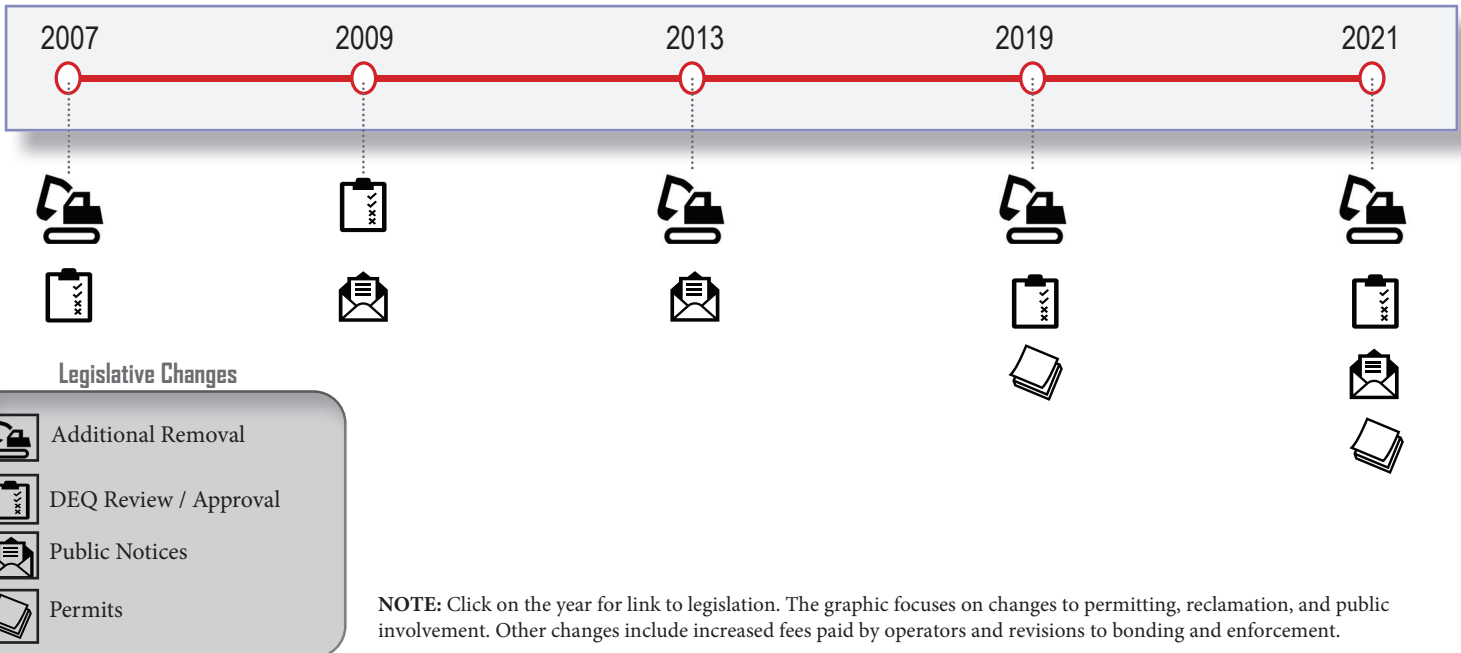 2007 2009 2013 2019 2021
Legislative Changes
Additional Removal
DEQ Review / Approval
Public Notices
Permits
NOTE: Click on the year for link to legislation. The graphic focuses on changes to permitting, reclamation, and public
involvement. Other changes include increased fees paid by operators and revisions to bonding and enforcement.